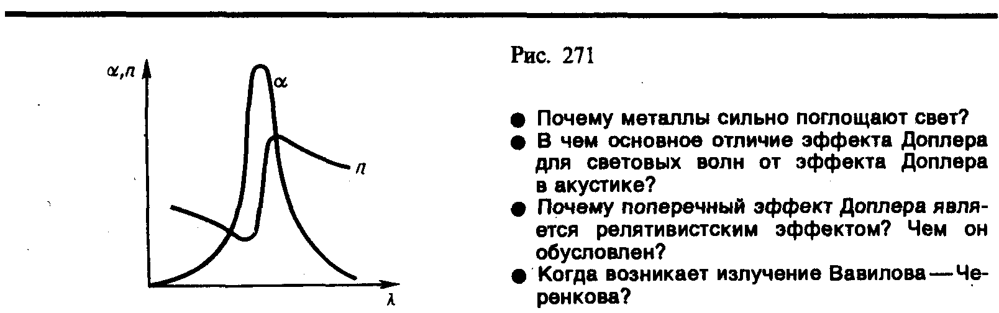 α, n
α
n
λ
Рис. 271
● Почему металлы сильно поглощают свет?
● В чем основное отличие эффекта Доплера
для световых волн от эффекта Доплера
в акустике?
● Почему поперечный эффект Доплера явля-
ется релятивистским эффектом? Чем он
обусловлен?
● Когда возникает излучение Вавилова — Че-
ренкова?